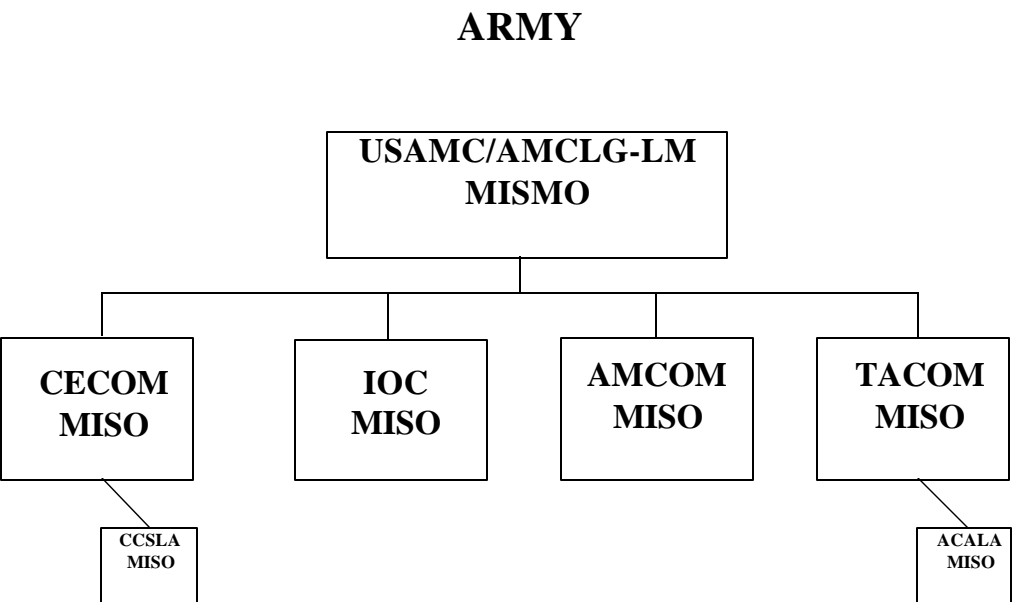 ARMY
USAMC/AMCLG-LM
MISMO
CECOM
MISO
IOC
MISO
AMCOM
MISO
TACOM
MISO
CCSLA
MISO
ACALA
MISO